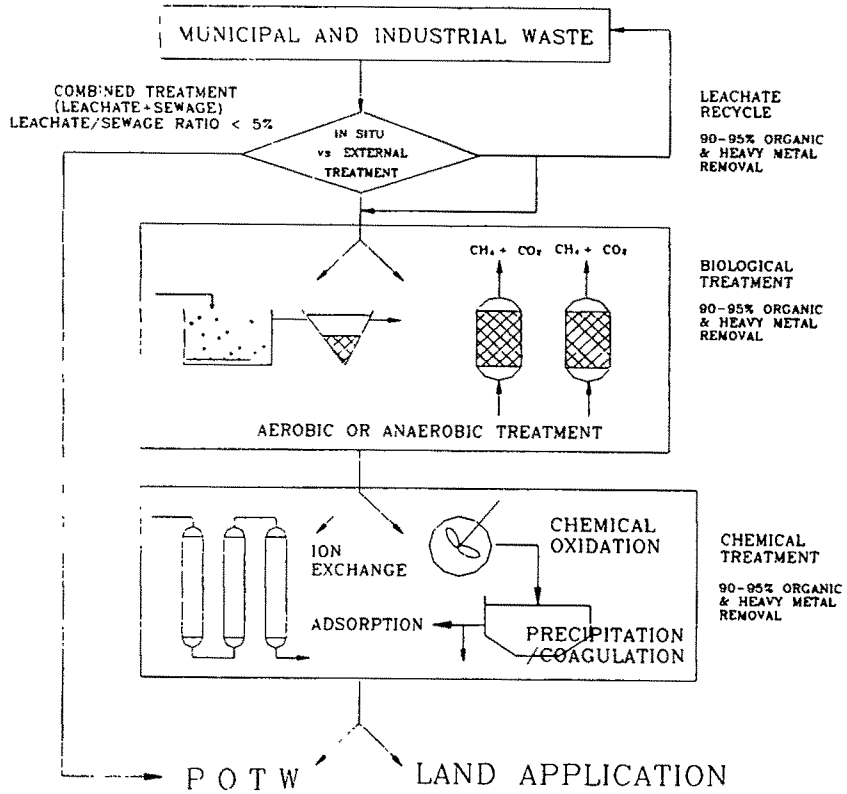 MUNICIPAL AND INDUSTRIAL WASTE
COMBINED TREATMENT
(LEACHATE+SEWAGE)
LEACHATE/SEWAGE RATIO < 5%
IN SITU
vs EXTERNAL
TREATMENT
LEACHATE
RECYCLE
90-95% ORGANIC
& HEAVY METAL
REMOVAL
CH₄ + CO₂ CH₄ + CO₂
BIOLOGICAL
TREATMENT
90-95% ORGANIC
& HEAVY METAL
REMOVAL
AEROBIC OR ANAEROBIC TREATMENT
ION
EXCHANGE
CHEMICAL
OXIDATION
ADSORPTION
PRECIPITATION
/COAGULATION
CHEMICAL
TREATMENT
90-95% ORGANIC
& HEAVY METAL
REMOVAL
POTW
LAND APPLICATION